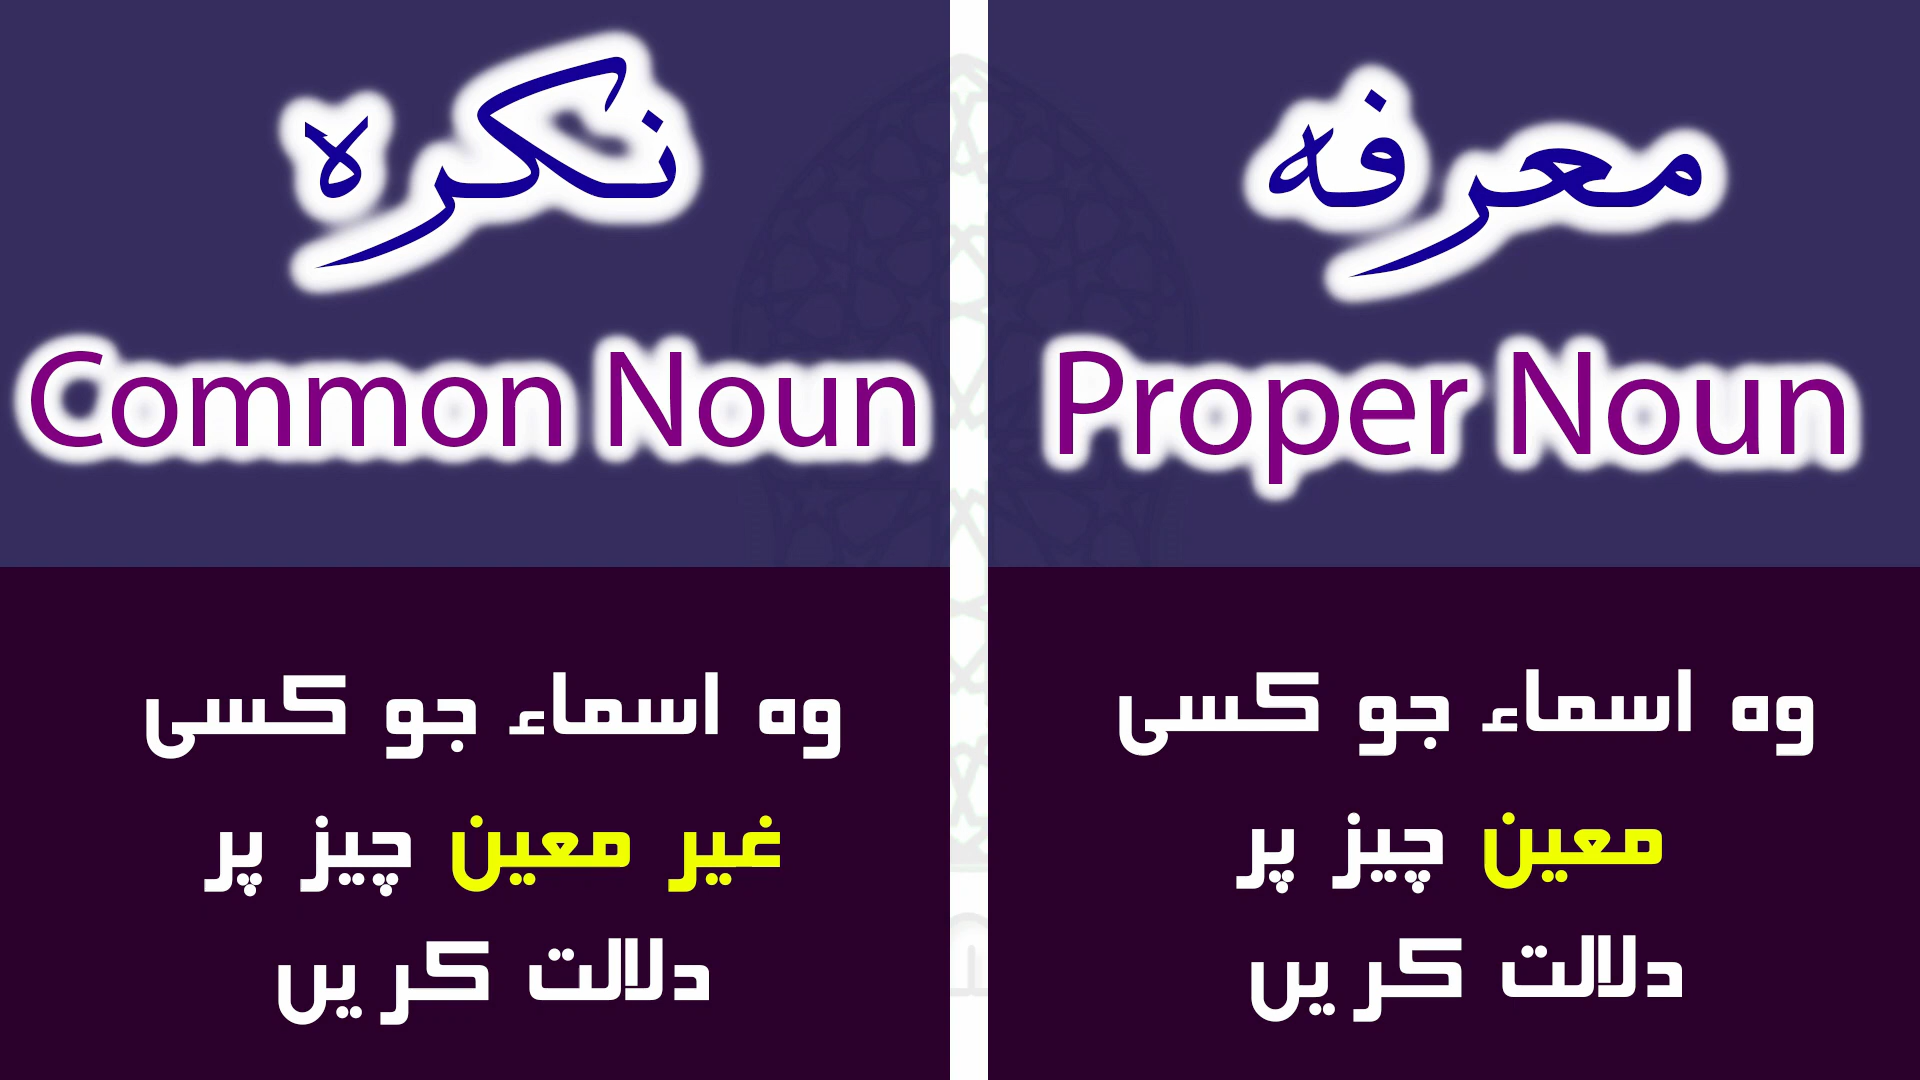 معرفہ
Proper Noun
وہ اسماء جو کسی
معین چیز پر
دلالت کریں
نکرہ
Common Noun
وہ اسماء جو کسی
غیر معین چیز پر
دلالت کریں